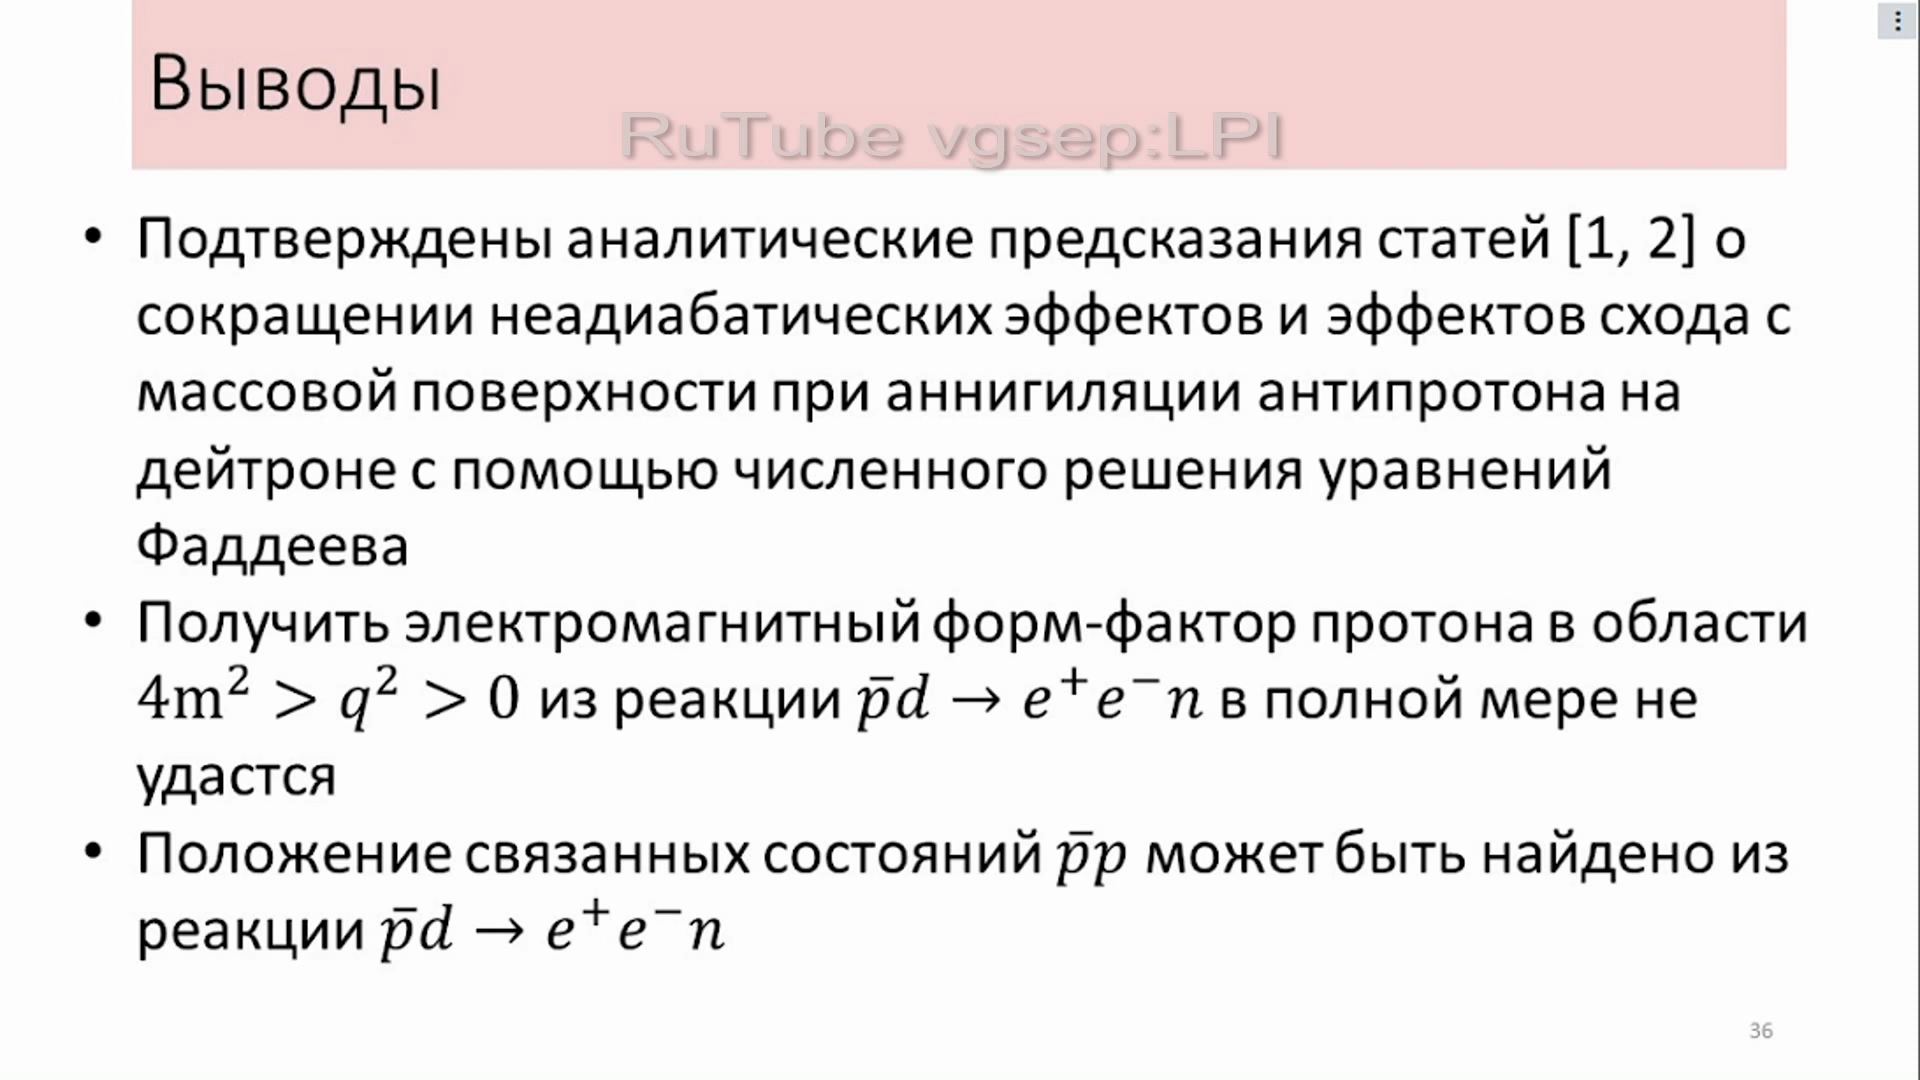 Выводы
RuTube vgsep:LPI
• Подтверждены аналитические предсказания статей [1, 2] о
сокращении неадиабатических эффектов и эффектов схода с
массовой поверхности при аннигиляции антипротона на
дейтроне с помощью численного решения уравнений
Фаддеева
• Получить электромагнитный форм-фактор протона в области
4m² > q² > 0 из реакции p̄d → e⁺e⁻n в полной мере не
удастся
• Положение связанных состояний p̄p может быть найдено из
реакции p̄d → e⁺e⁻n
36